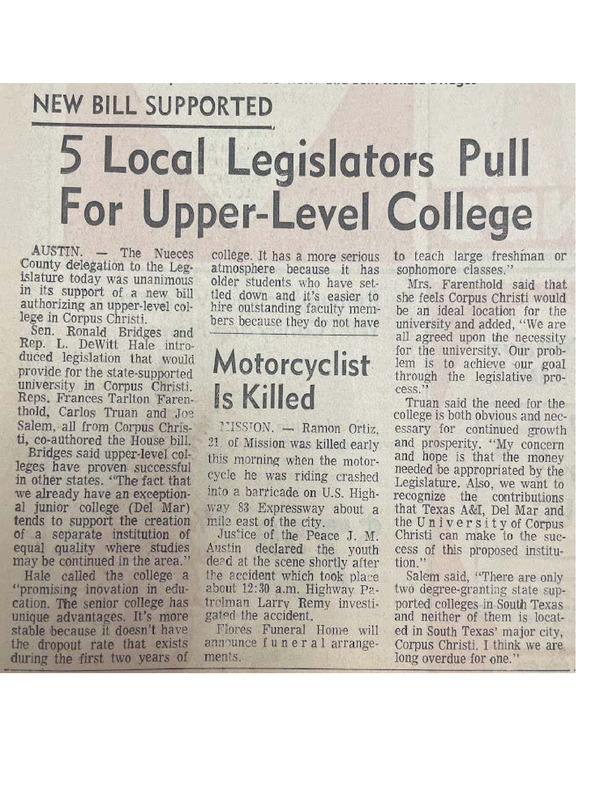 NEW BILL SUPPORTED
5 Local Legislators Pull
For Upper-Level College
AUSTIN. — The Nueces
County delegation to the Leg-
islature today was unanimous
in its support of a new bill
authorizing an upper-level col-
lege in Corpus Christi.
Sen. Ronald Bridges and
Rep. L. DeWitt Hale intro-
duced legislation that would
provide for the state-supported
university in Corpus Christi.
Reps. Frances Tarlton Faren-
thold, Carlos Truan and Joe
Salem, all from Corpus Chris-
ti, co-authored the House bill.
Bridges said upper-level col-
leges have proven successful
in other states. "The fact that
we already have an exception-
al junior college (Del Mar)
tends to support the creation
of a separate institution of
equal quality where studies
may be continued in the area."
Hale called the college a
"promising inovation in edu-
cation. The senior college has
unique advantages. It's more
stable because it doesn't have
the dropout rate that exists
during the first two years of
college. It has a more serious
atmosphere because it has
older students who have set-
tled down and it's easier to
hire outstanding faculty mem-
bers because they do not have
to teach large freshman or
sophomore classes."
Mrs. Farenthold said that
she feels Corpus Christi would
be an ideal location for the
university and added, "We are
all agreed upon the necessity
for the university. Our prob-
lem is to achieve our goal
through the legislative pro-
cess."
Truan said the need for the
college is both obvious and nec-
essary for continued growth
and prosperity. "My concern
and hope is that the money
needed be appropriated by the
Legislature. Also, we want to
recognize the contributions
that Texas A&I, Del Mar and
the University of Corpus
Christi can make to the suc-
cess of this proposed institu-
tion."
Salem said, "There are only
two degree-granting state sup-
ported colleges in South Texas
and neither of them is locat-
ed in South Texas' major city,
Corpus Christi. I think we are
long overdue for one."
Motorcyclist
Is Killed
MISSION. — Ramon Ortiz,
21, of Mission was killed early
this morning when the motor-
cycle he was riding crashed
into a barricade on U.S. High-
way 83 Expressway about a
mile east of the city.
Justice of the Peace J. M.
Austin declared the youth
dead at the scene shortly after
the accident which took place
about 12:30 a.m. Highway Pa-
trolman Larry Remy investi-
gated the accident.
Flores Funeral Home will
announce funeral arrange-
ments.